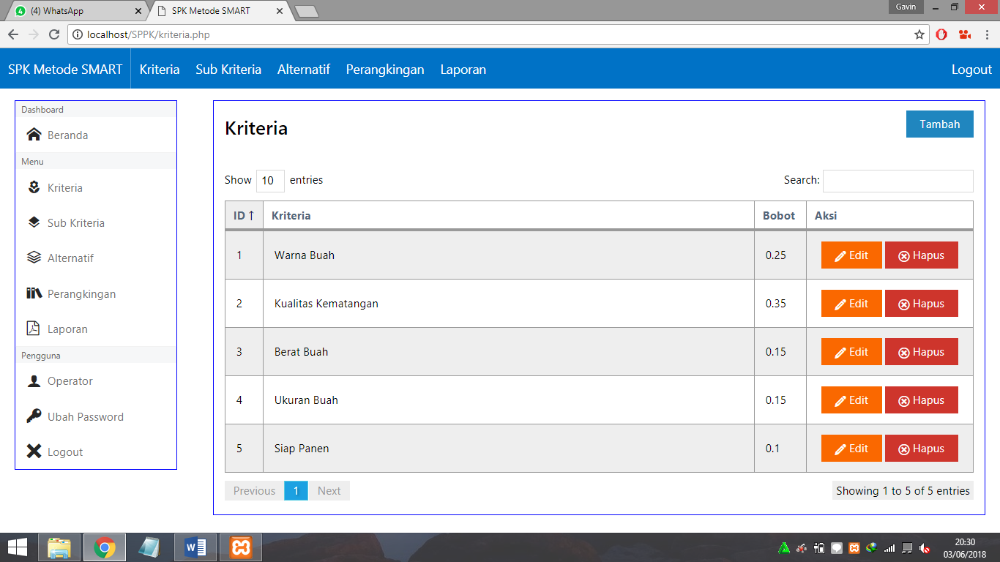 (4) WhatsApp
SPK Metode SMART
Gavin
localhost/SPPK/kriteria.php
SPK Metode SMART Kriteria Sub Kriteria Alternatif Perangkingan Laporan Logout
Dashboard
Beranda
Menu
Kriteria
Sub Kriteria
Alternatif
Perangkingan
Laporan
Pengguna
Operator
Ubah Password
Logout
Kriteria
Tambah
Show 10 entries
Search:
ID ↑ Kriteria Bobot Aksi
1 Warna Buah 0.25 Edit Hapus
2 Kualitas Kematangan 0.35 Edit Hapus
3 Berat Buah 0.15 Edit Hapus
4 Ukuran Buah 0.15 Edit Hapus
5 Siap Panen 0.1 Edit Hapus
Previous 1 Next
Showing 1 to 5 of 5 entries
20:30
03/06/2018